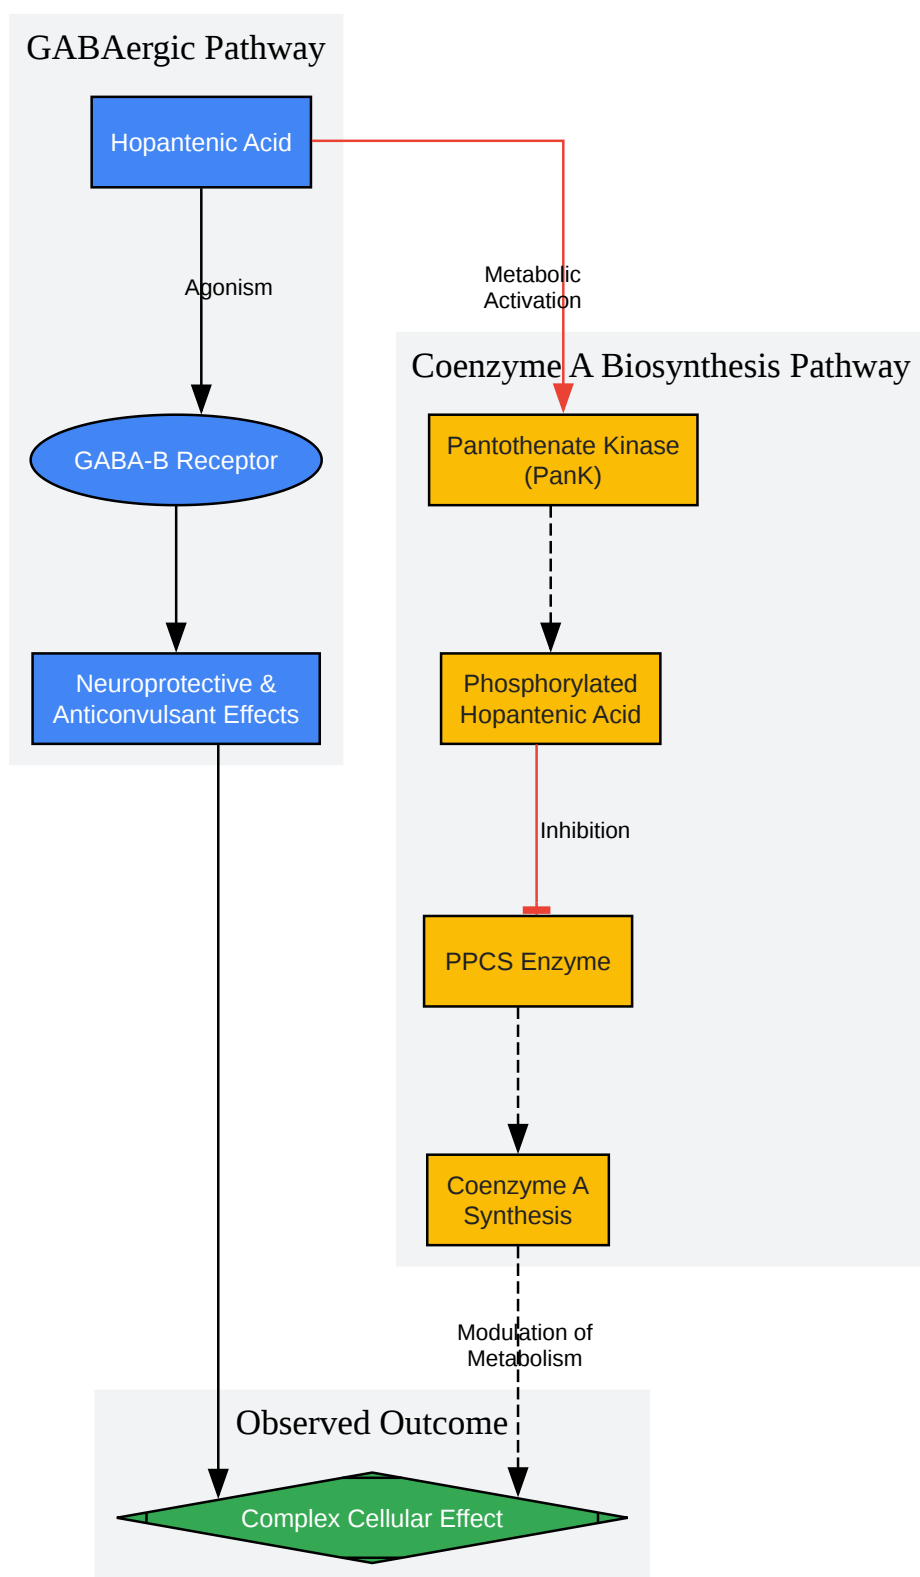 GABAergic Pathway
Hopantenic Acid
Agonism
Metabolic
Activation
Coenzyme A Biosynthesis Pathway
Pantothenate Kinase
(PanK)
GABA-B Receptor
Neuroprotective &
Anticonvulsant Effects
Phosphorylated
Hopantenic Acid
Inhibition
PPCS Enzyme
Coenzyme A
Synthesis
Modulation of
Metabolism
Observed Outcome
Complex Cellular Effect